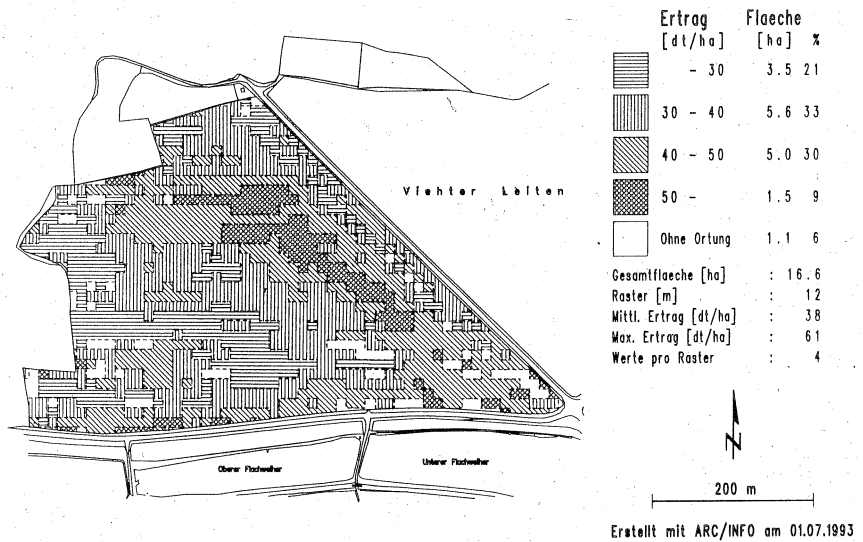 Ertrag Flaeche
[dt/ha] [ha] %
- 30 3.5 21
30 - 40 5.6 33
40 - 50 5.0 30
50 - 1.5 9
Ohne Ortung 1.1 6
Gesamtflaeche [ha] : 16.6
Raster [m] : 12
Mittl. Ertrag [dt/ha] : 38
Max. Ertrag [dt/ha] : 61
Werte pro Raster : 4
Viehter Leiten
Oberer Flachweiher
Unterer Flachweiher
N
200 m
Erstellt mit ARC/INFO am 01.07.1993